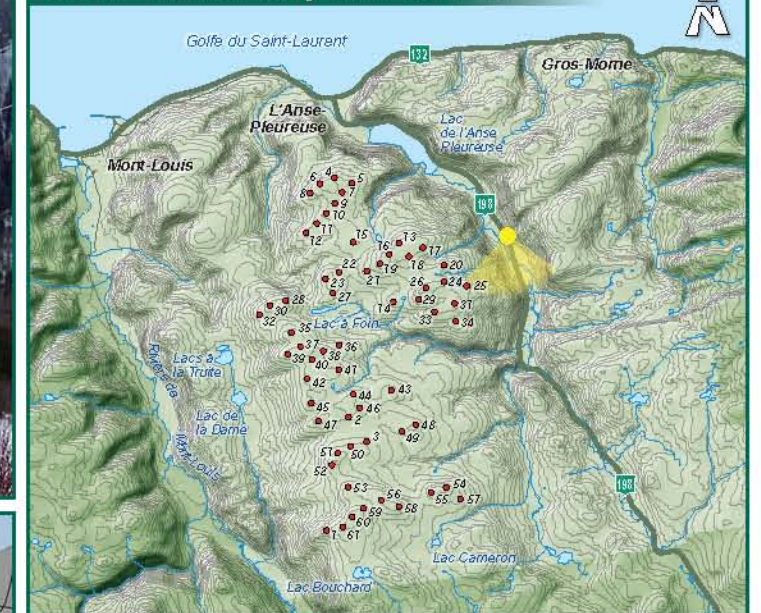 N
Golfe du Saint-Laurent
132
Gros-Morne
L'Anse-
Pleureuse
Lac
de l'Anse
Pleureuse
Mont-Louis
198
6 4 5
8 7
9
10
11
12
15 13
16 17
18 20
19
22 21
23 26 24 25
27 14 29 31
28
30
32
33 34
Lac à Foin
35
37 36
38
39 40
41
42
43
44
45 46
47 2
48
49
3
51 50
52
53
54
55 57
56
58
59
60
1 61
Lacs à
la Truite
Rivière de
Mont-Louis
Lac de
la Dame
198
Lac Cameron
Lac Bouchard